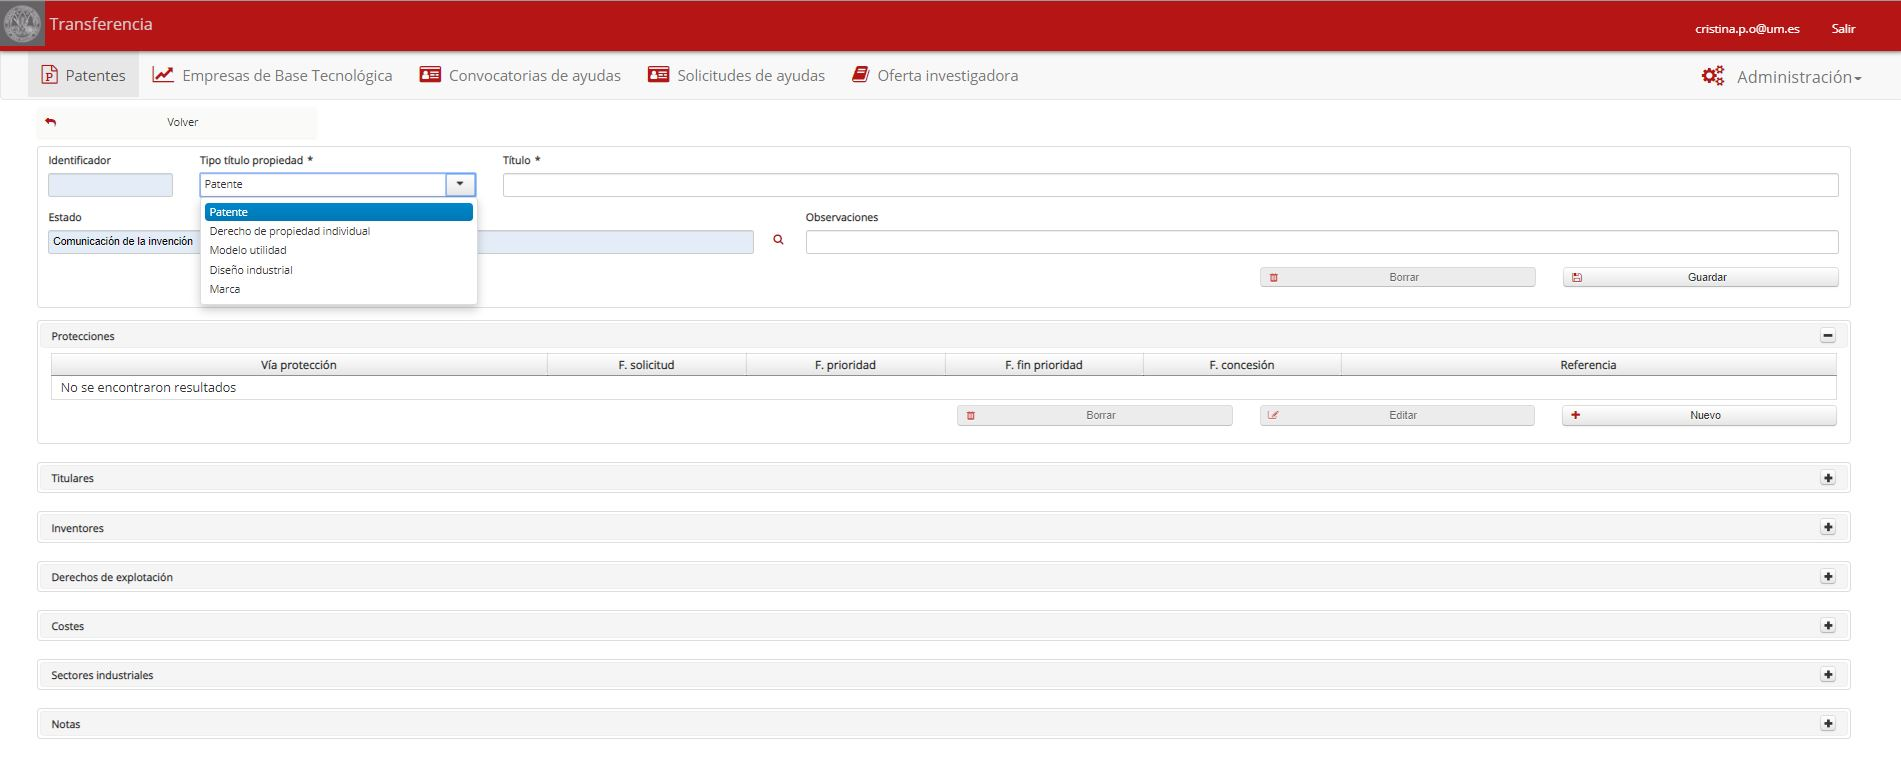 Transferencia
cristina.p.o@um.es Salir
Patentes Empresas de Base Tecnológica Convocatorias de ayudas Solicitudes de ayudas Oferta investigadora Administración
Volver
Identificador Tipo título propiedad * Título *
Patente
Patente
Estado Observaciones
Derecho de propiedad individual
Comunicación de la invención
Modelo utilidad
Diseño industrial
Borrar Guardar
Marca
Protecciones
Vía protección F. solicitud F. prioridad F. fin prioridad F. concesión Referencia
No se encontraron resultados
Borrar Editar Nuevo
Titulares
Inventores
Derechos de explotación
Costes
Sectores industriales
Notas